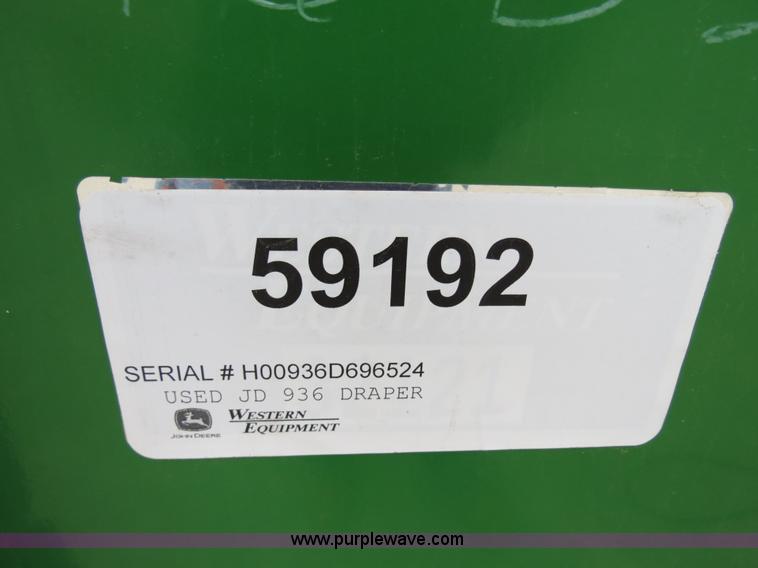 59192
SERIAL # H00936D696524
USED JD 936 DRAPER
JOHN DEERE
WESTERN
EQUIPMENT
www.purplewave.com